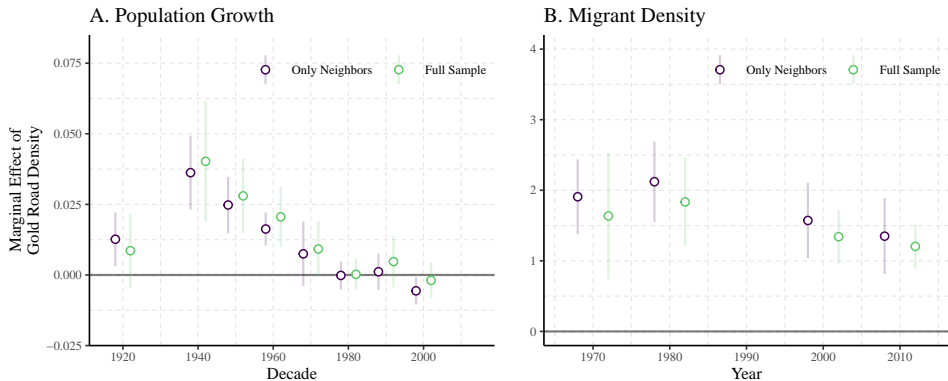 A. Population Growth
Marginal Effect of
Gold Road Density
0.075
0.050
0.025
0.000
−0.025
Only Neighbors
Full Sample
1920 1940 1960 1980 2000
Decade
B. Migrant Density
4
3
2
1
0
Only Neighbors
Full Sample
1970 1980 1990 2000 2010
Year